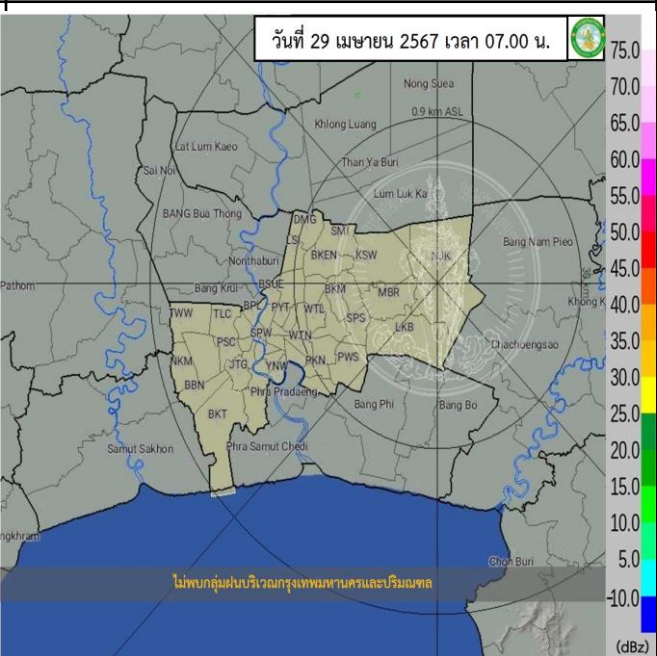 วันที่ 29 เมษายน 2567 เวลา 07.00 น.
75.0
70.0
65.0
60.0
55.0
50.0
45.0
40.0
35.0
30.0
25.0
20.0
15.0
10.0
5.0
-10.0
(dBz)
Nong Suea
0.9 km ASL
Khlong Luang
Lat Lum Kaeo
Than Ya Buri
Sai Noi
Lum Luk Ka
BANG Bua Thong
DMG
SMI
LSI
Bang Nam Pieo
Nonthaburi
BKEN
KSW
NJK
Pathom
Bang Krui
BSUE
BKM
MBR
Khong K
BPL
PYT
WTL
TWW
TLC
SPS
LKB
SPW
WTN
PSC
Chachoengsao
NKM
JTG
YNW
PKN
PWS
BBN
Phra Pradaeng
BKT
Bang Phi
Bang Bo
Samut Sakhon
Phra Samut Chedi
ngkhram
Chon Buri
ไม่พบกลุ่มฝนบริเวณกรุงเทพมหานครและปริมณฑล